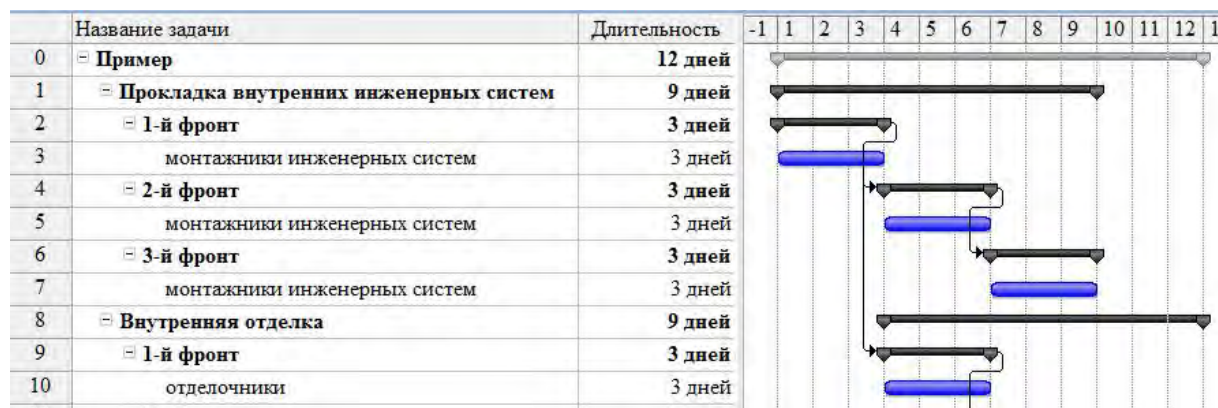 Название задачи Длительность -1 1 2 3 4 5 6 7 8 9 10 11 12 1
0 Пример 12 дней
1 Прокладка внутренних инженерных систем 9 дней
2 1-й фронт 3 дней
3 монтажники инженерных систем 3 дней
4 2-й фронт 3 дней
5 монтажники инженерных систем 3 дней
6 3-й фронт 3 дней
7 монтажники инженерных систем 3 дней
8 Внутренняя отделка 9 дней
9 1-й фронт 3 дней
10 отделочники 3 дней